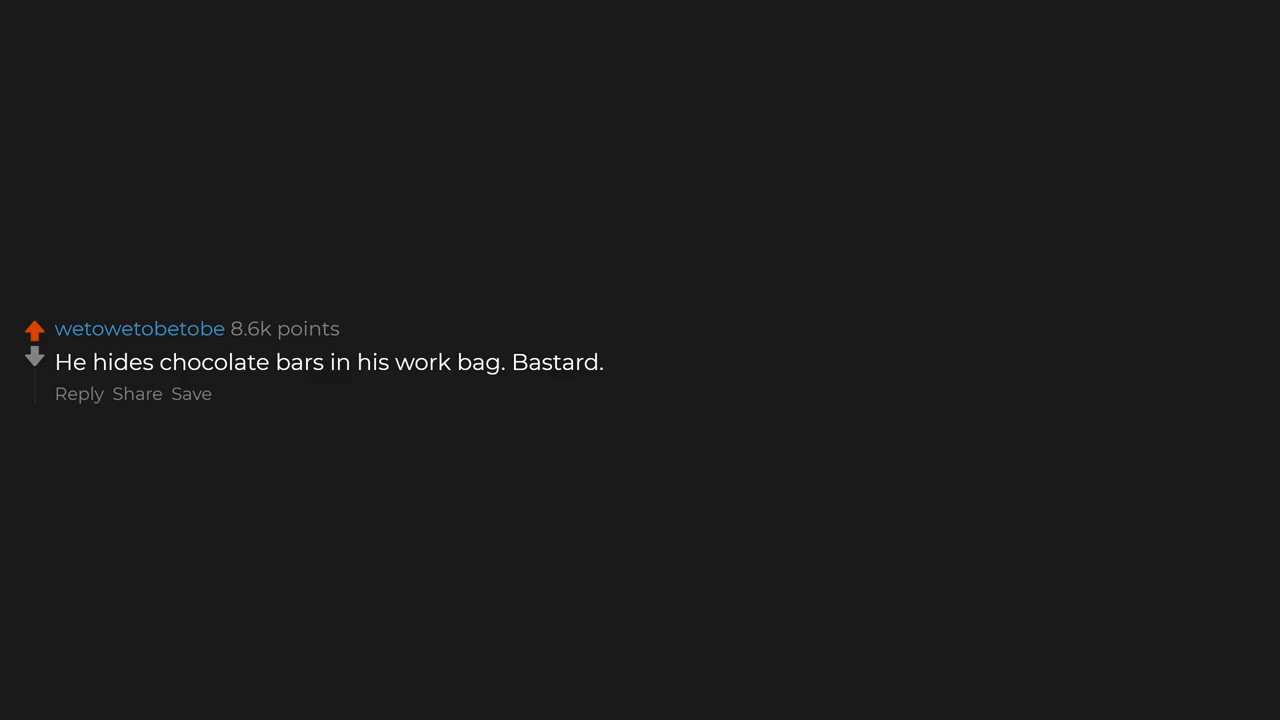 wetowetobetobe 8.6k points
He hides chocolate bars in his work bag. Bastard.
Reply Share Save